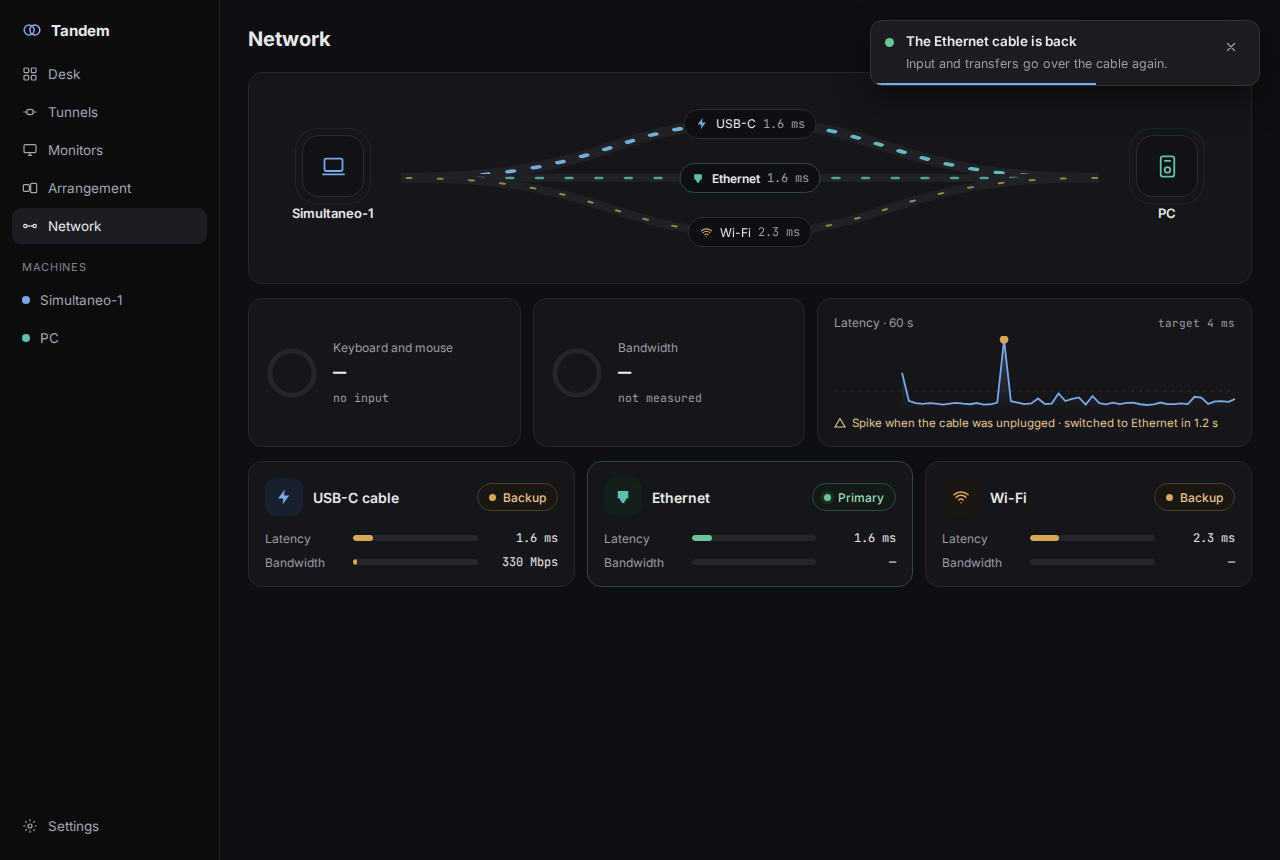 Tandem
Desk
Tunnels
Monitors
Arrangement
Network
MACHINES
Simultaneo-1
PC
Settings
Network
The Ethernet cable is back
Input and transfers go over the cable again.
USB-C 1.6 ms
Ethernet 1.6 ms
Wi-Fi 2.3 ms
Simultaneo-1
PC
Keyboard and mouse
—
no input
Bandwidth
—
not measured
Latency · 60 s
target 4 ms
Spike when the cable was unplugged · switched to Ethernet in 1.2 s
USB-C cable
Backup
Latency
1.6 ms
Bandwidth
330 Mbps
Ethernet
Primary
Latency
1.6 ms
Bandwidth
—
Wi-Fi
Backup
Latency
2.3 ms
Bandwidth
—